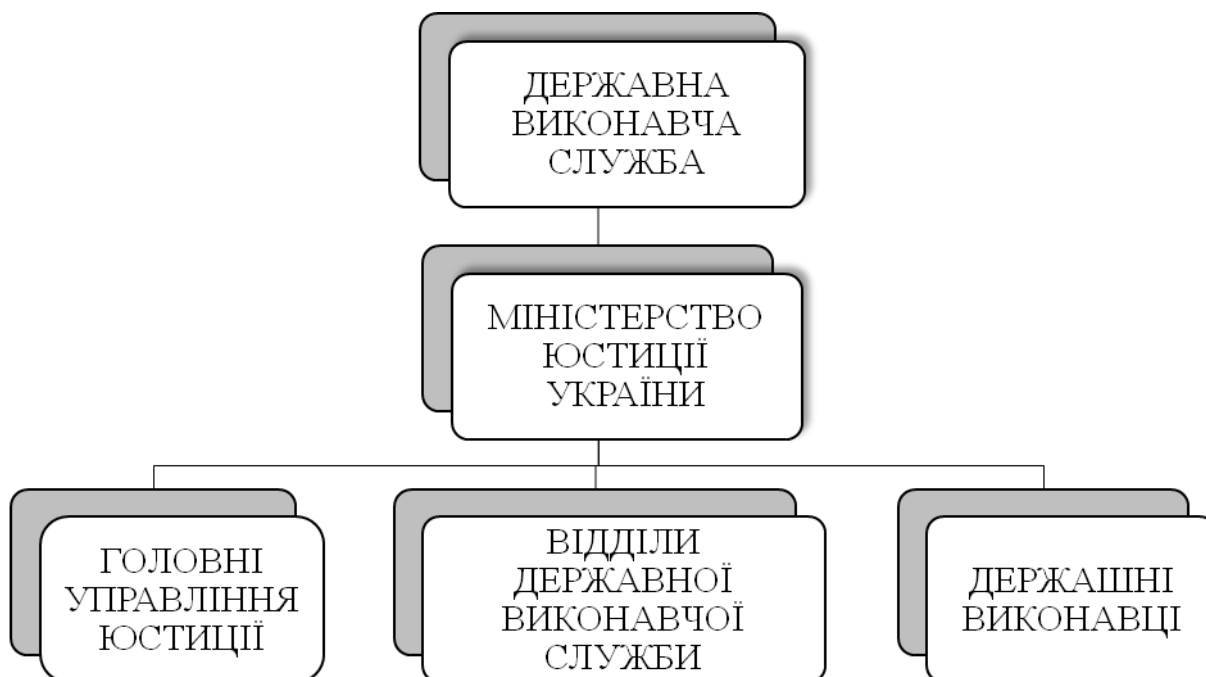 ДЕРЖАВНА
ВИКОНАВЧА
СЛУЖБА
МІНІСТЕРСТВО
ЮСТИЦІЇ
УКРАЇНИ
ГОЛОВНІ
УПРАВЛІННЯ
ЮСТИЦІЇ
ВІДДІЛИ
ДЕРЖАВНОЇ
ВИКОНАВЧОЇ
СЛУЖБИ
ДЕРЖАШНІ
ВИКОНАВЦІ